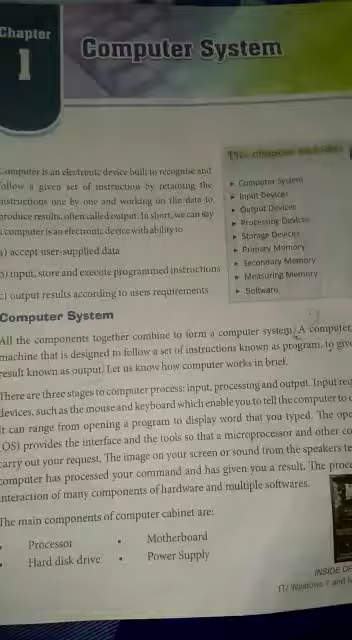 Chapter
1
Computer System
This chapter includes
Computer is an electronic device built to recognise and
follow a given set of instruction by retaining the
instructions one by one and working on the data to
produce results, often called output. In short, we can say
a computer is an electronic device with ability to
a) accept user-supplied data
b) input, store and execute programmed instructions
c) output results according to users requirements
▸ Computer System
▸ Input Devices
▸ Output Devices
▸ Processing Devices
▸ Storage Devices
▸ Primary Memory
▸ Secondary Memory
▸ Measuring Memory
▸ Software
Computer System
All the components together combine to form a computer system. A computer
machine that is designed to follow a set of instructions known as program, to give
result known as output. Let us know how computer works in brief.
There are three stages to computer process: input, processing and output. Input
devices, such as the mouse and keyboard which enable you to tell the computer to
It can range from opening a program to display word that you typed. The
(OS) provides the interface and the tools so that a microprocessor and other
carry out your request. The image on your screen or sound from the speakers
computer has processed your command and has given you a result. The
interaction of many components of hardware and multiple softwares.
The main components of computer cabinet are:
• Processor • Motherboard
• Hard disk drive • Power Supply
INSIDE
IT/ Windows 7 and